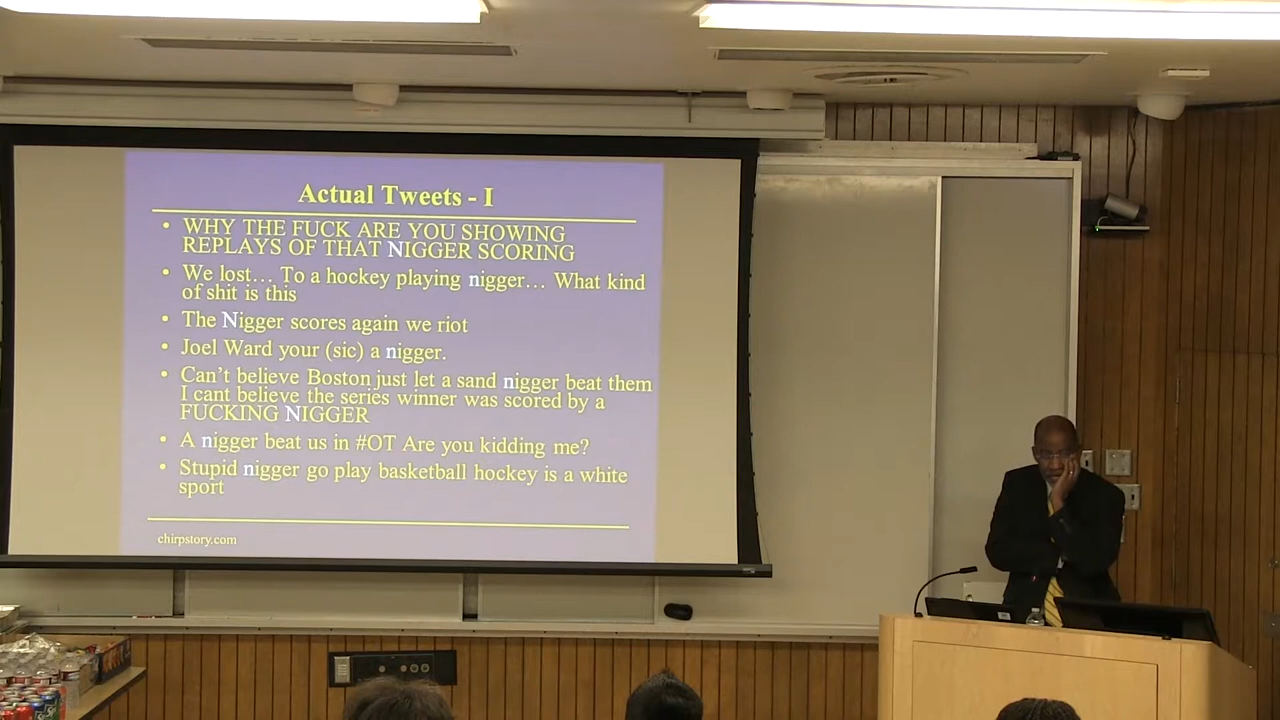 Actual Tweets - I
• WHY THE FUCK ARE YOU SHOWING
REPLAYS OF THAT NIGGER SCORING
• We lost… To a hockey playing nigger… What kind
of shit is this
• The Nigger scores again we riot
• Joel Ward your (sic) a nigger.
• Can't believe Boston just let a sand nigger beat them
I cant believe the series winner was scored by a
FUCKING NIGGER
• A nigger beat us in #OT Are you kidding me?
• Stupid nigger go play basketball hockey is a white
sport
chirpstory.com